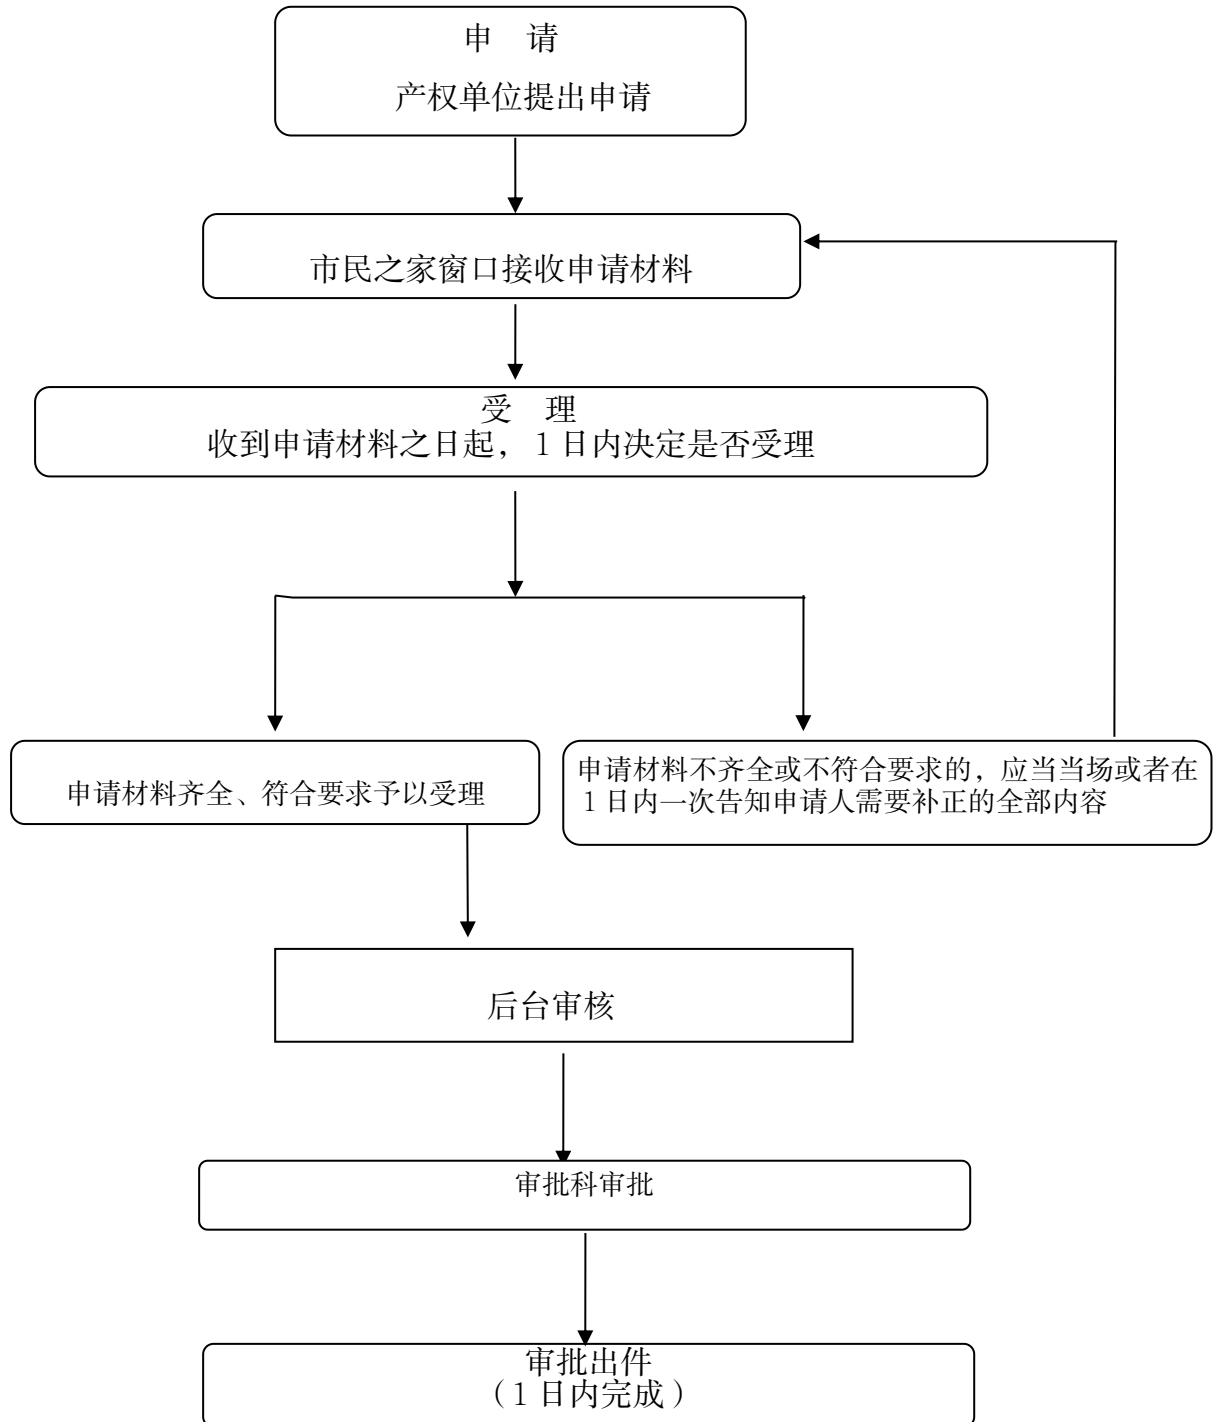 申 请
产权单位提出申请
市民之家窗口接收申请材料
受 理
收到申请材料之日起，1日内决定是否受理
申请材料齐全、符合要求予以受理
申请材料不齐全或不符合要求的，应当当场或者在
1日内一次告知申请人需要补正的全部内容
后台审核
审批科审批
审批出件
（1日内完成）